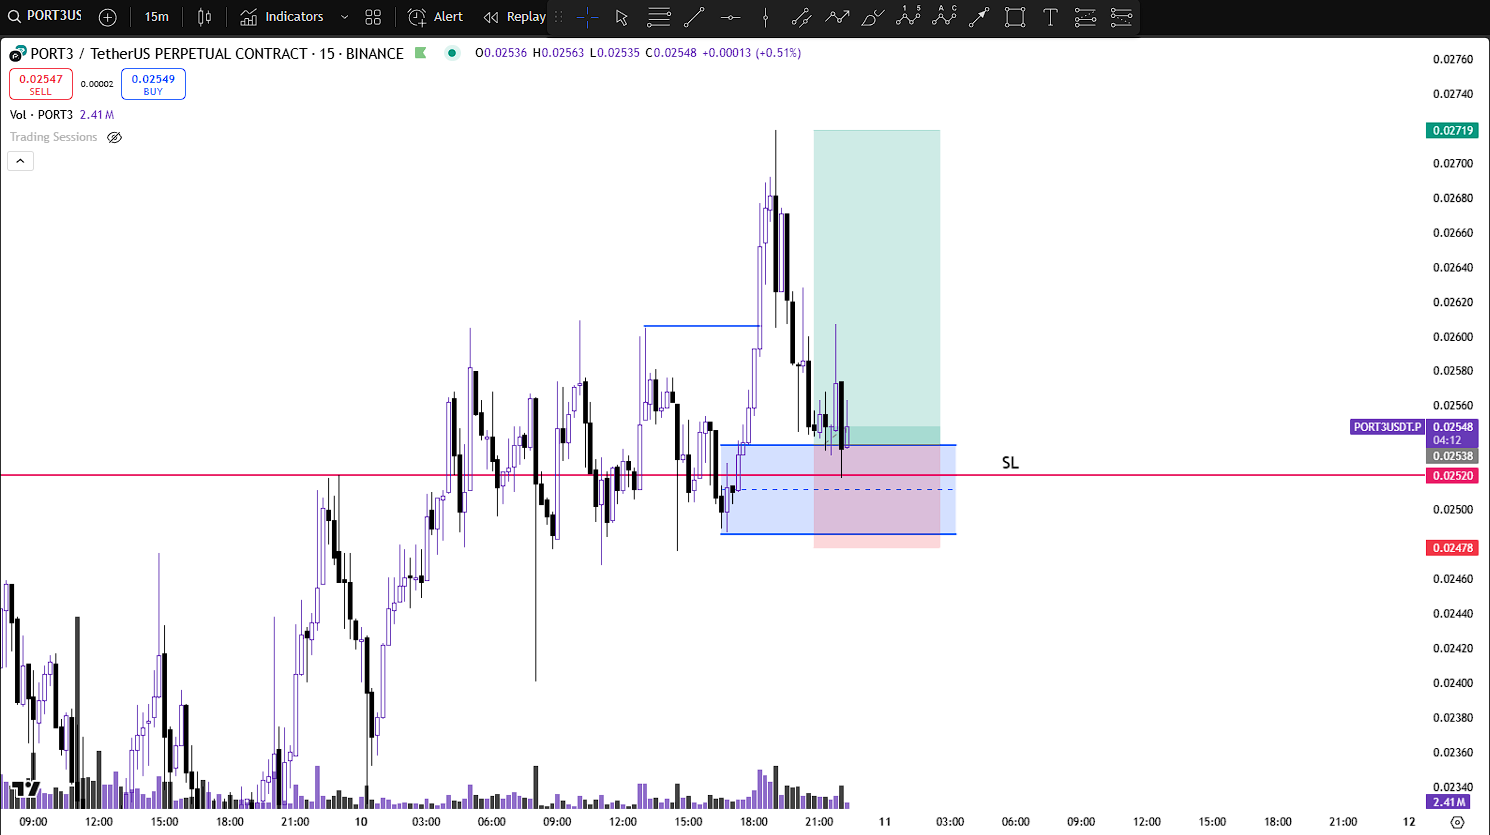 PORT3US 15m Indicators Alert Replay
PORT3 / TetherUS PERPETUAL CONTRACT · 15 · BINANCE O0.02536 H0.02563 L0.02535 C0.02548 +0.00013 (+0.51%)
0.02547 SELL 0.00002 0.02549 BUY
Vol · PORT3 2.41M
Trading Sessions
0.02760
0.02740
0.02719
0.02700
0.02680
0.02660
0.02640
0.02620
0.02600
0.02580
0.02560
PORT3USDT.P 0.02548
04:12
0.02538
SL
0.02520
0.02500
0.02478
0.02460
0.02440
0.02420
0.02400
0.02380
0.02360
0.02340
2.41M
09:00 12:00 15:00 18:00 21:00 10 03:00 06:00 09:00 12:00 15:00 18:00 21:00 11 03:00 06:00 09:00 12:00 15:00 18:00 21:00 12